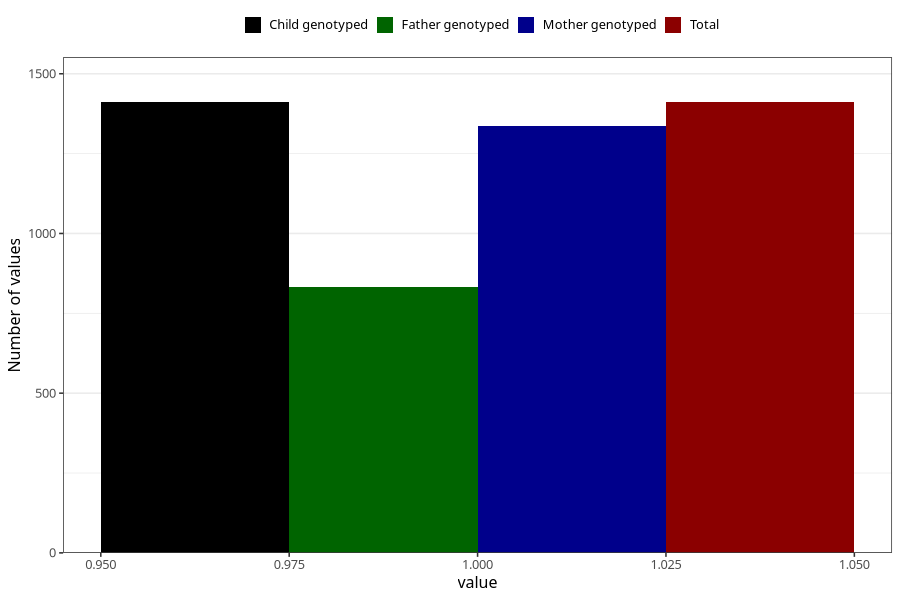 Child genotyped Father genotyped Mother genotyped Total
1500
1000
500
0
Number of values
0.950 0.975 1.000 1.025 1.050
value